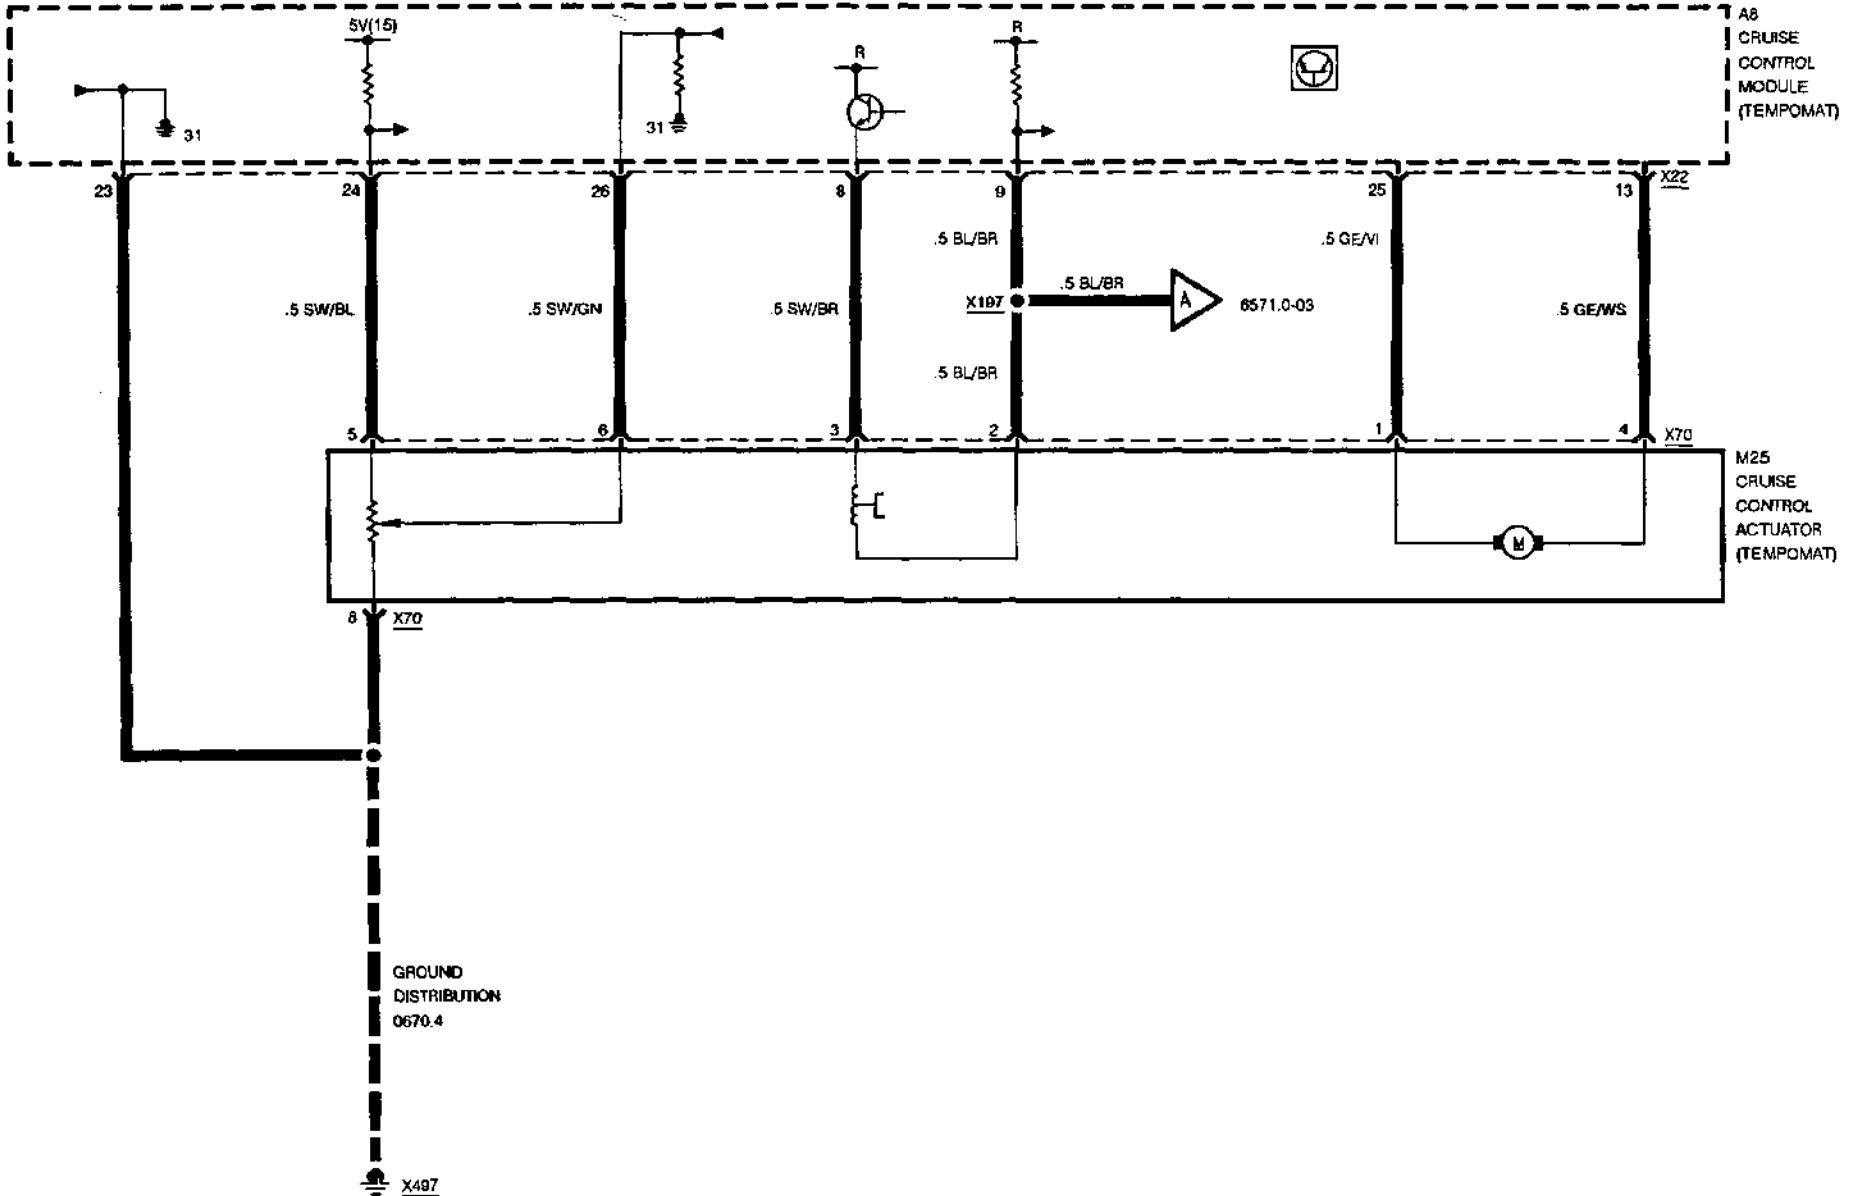 5V(15)
R
R
A8
CRUISE
CONTROL
MODULE
(TEMPOMAT)
31
31
23
24
26
8
9
25
13
X22
.5 BL/BR
.5 GE/VI
.5 SW/BL
.5 SW/GN
.5 SW/BR
X197
.5 BL/BR
A
6571.0-03
.5 GE/WS
.5 BL/BR
5
6
3
2
1
4
X70
M25
CRUISE
CONTROL
ACTUATOR
(TEMPOMAT)
M
8
X70
GROUND
DISTRIBUTION
0670.4
X497